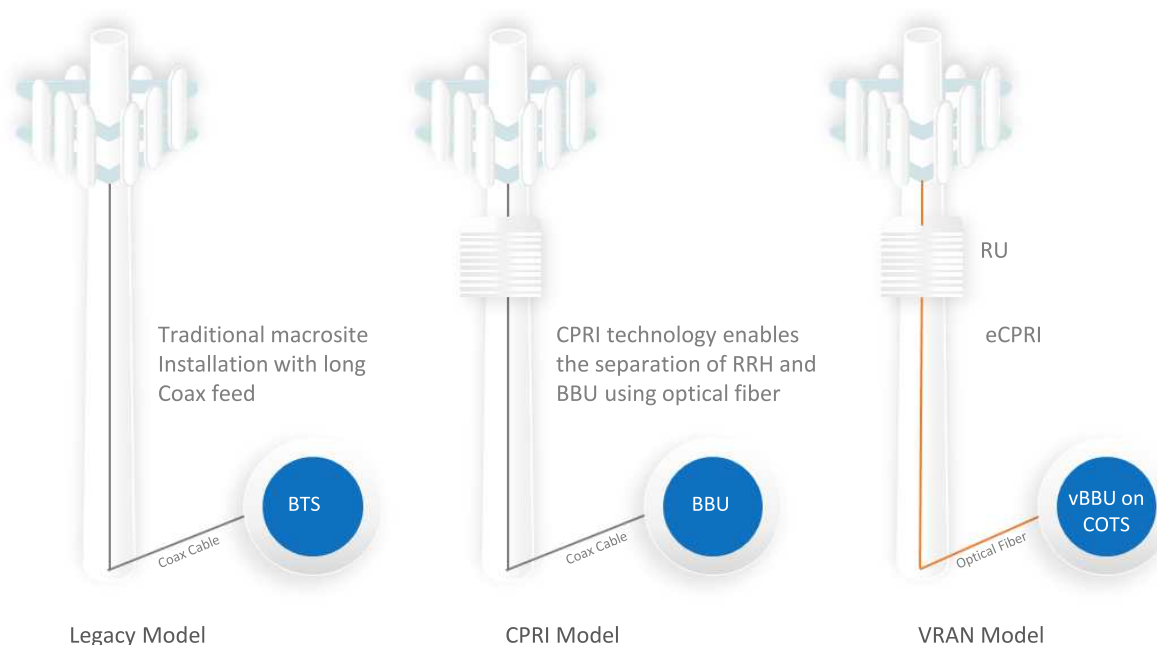 RU
Traditional macrosite
Installation with long
Coax feed
CPRI technology enables
the separation of RRH and
BBU using optical fiber
eCPRI
BTS
BBU
vBBU on
COTS
Coax Cable
Coax Cable
Optical Fiber
Legacy Model
CPRI Model
VRAN Model